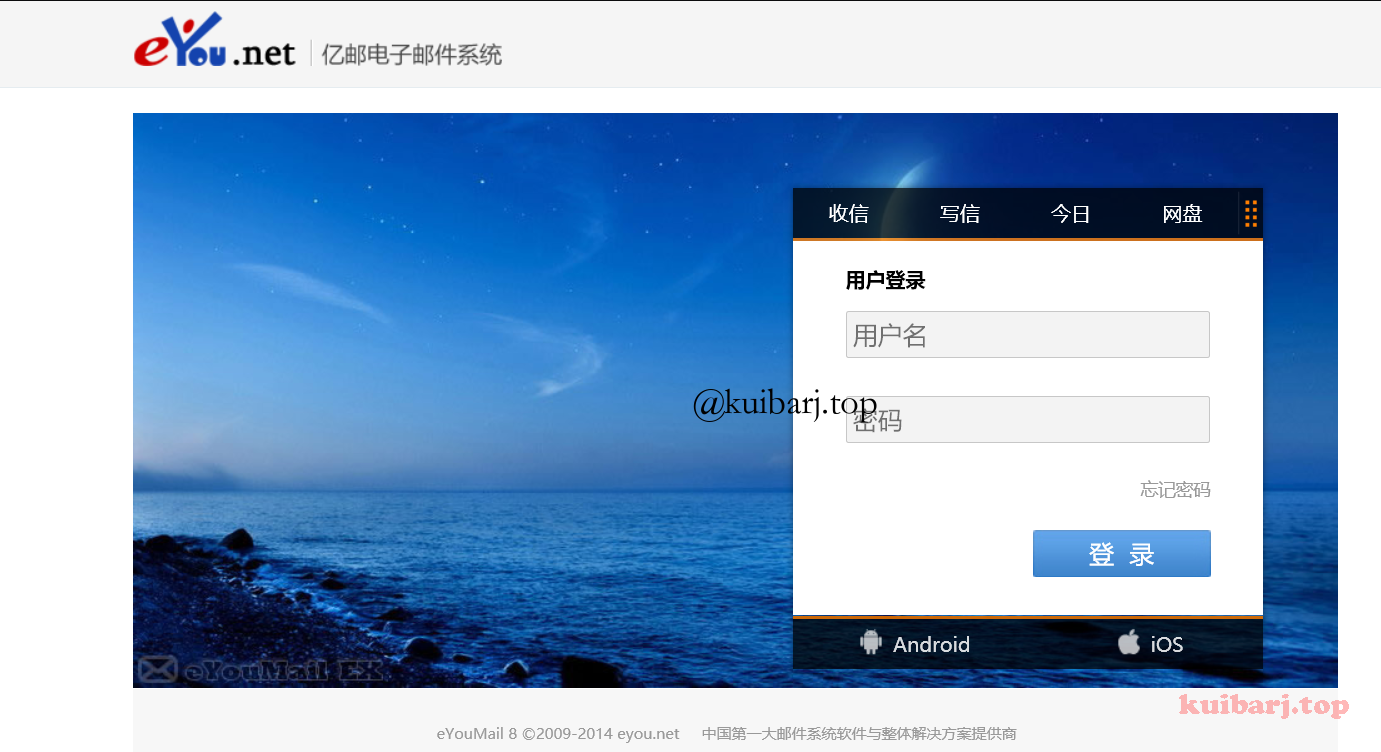 eYou.net 亿邮电子邮件系统
收信 写信 今日 网盘
用户登录
用户名
@kuibarj.top
密码
忘记密码
登 录
Android iOS
eYouMail EX
kuibarj.top
eYouMail 8 ©2009-2014 eyou.net 中国第一大邮件系统软件与整体解决方案提供商